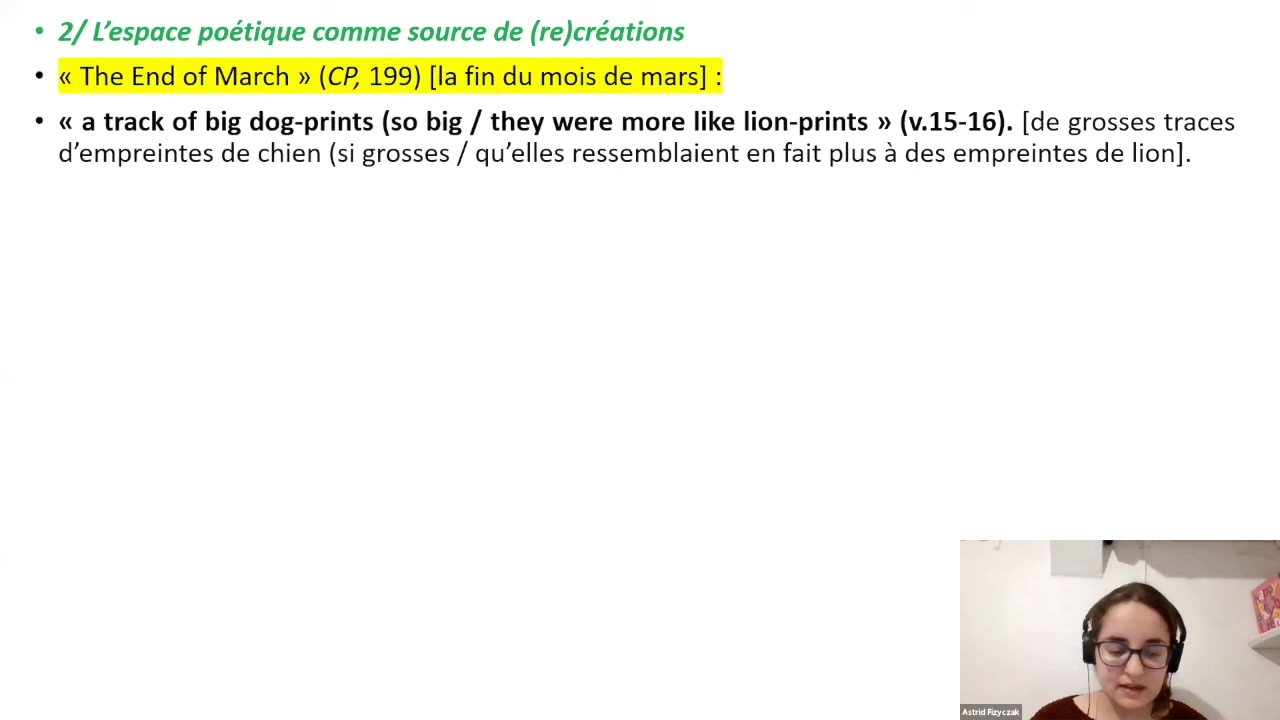 • 2/ L’espace poétique comme source de (re)créations
• « The End of March » (CP, 199) [la fin du mois de mars] :
• « a track of big dog-prints (so big / they were more like lion-prints » (v.15-16). [de grosses traces
d’empreintes de chien (si grosses / qu’elles ressemblaient en fait plus à des empreintes de lion].
Astrid Fizyczak